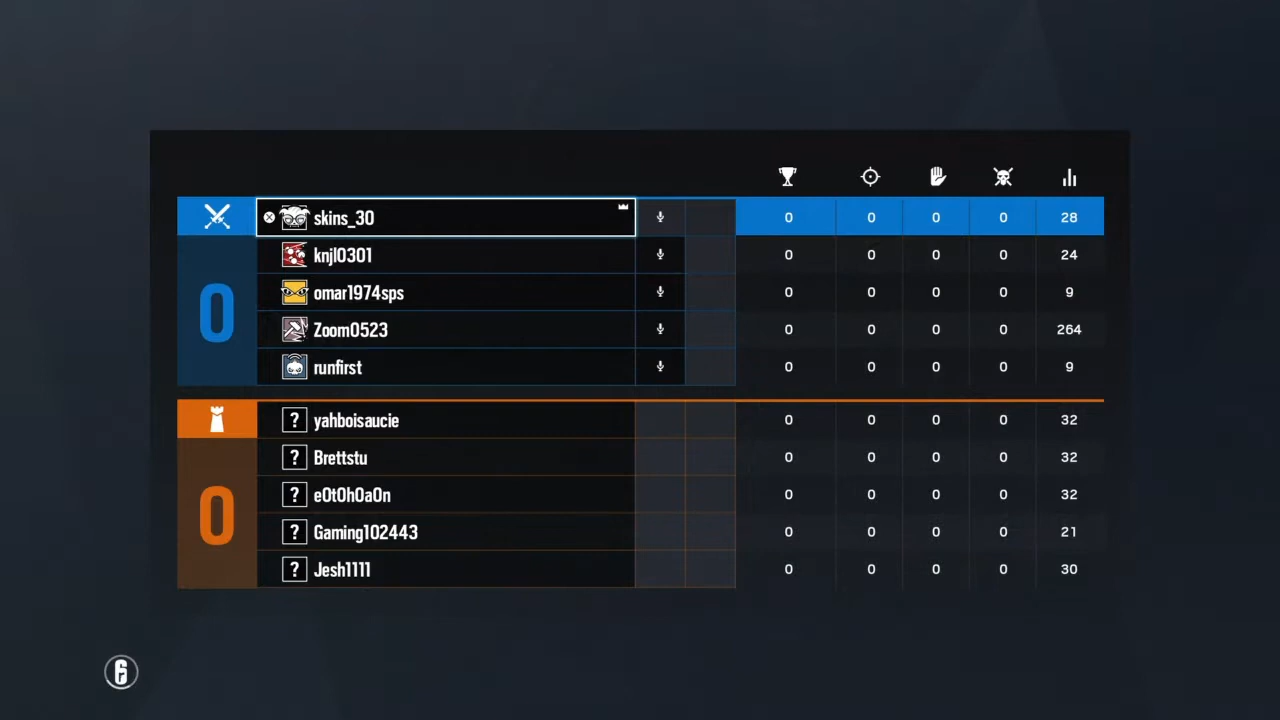 skins_30 0 0 0 0 28
knjl0301 0 0 0 0 24
0
omar1974sps 0 0 0 0 9
Zoom0523 0 0 0 0 264
runfirst 0 0 0 0 9
? yahboisaucie 0 0 0 0 32
? Brettstu 0 0 0 0 32
? e0t0h0a0n 0 0 0 0 32
0
? Gaming102443 0 0 0 0 21
? Jesh1111 0 0 0 0 30
6